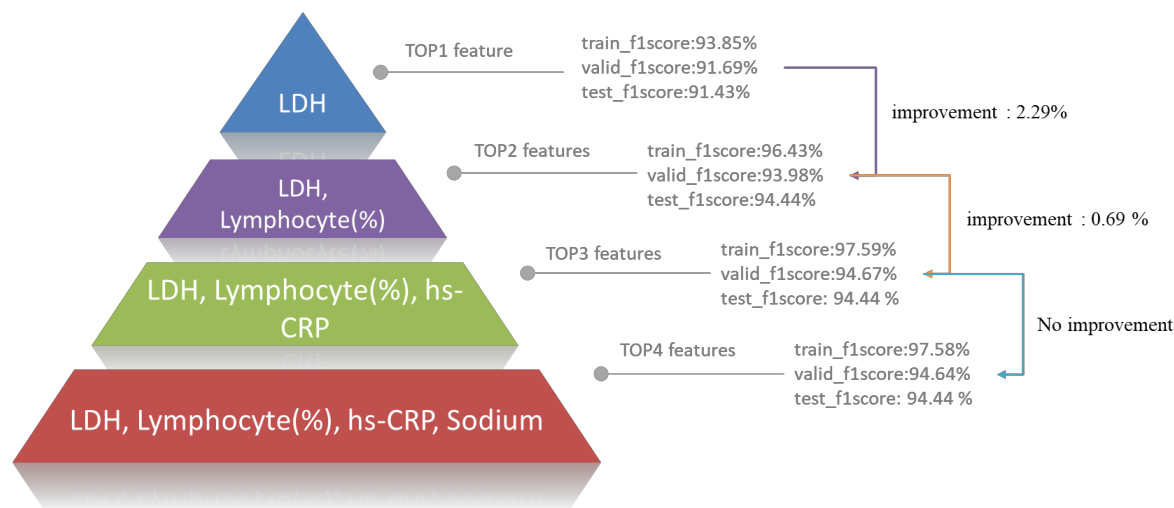 LDH
TOP1 feature
train_f1score:93.85%
valid_f1score:91.69%
test_f1score:91.43%
improvement : 2.29%
LDH,
Lymphocyte(%)
TOP2 features
train_f1score:96.43%
valid_f1score:93.98%
test_f1score:94.44%
improvement : 0.69 %
LDH, Lymphocyte(%), hs-
CRP
TOP3 features
train_f1score:97.59%
valid_f1score:94.67%
test_f1score: 94.44 %
No improvement
LDH, Lymphocyte(%), hs-CRP, Sodium
TOP4 features
train_f1score:97.58%
valid_f1score:94.64%
test_f1score: 94.44 %